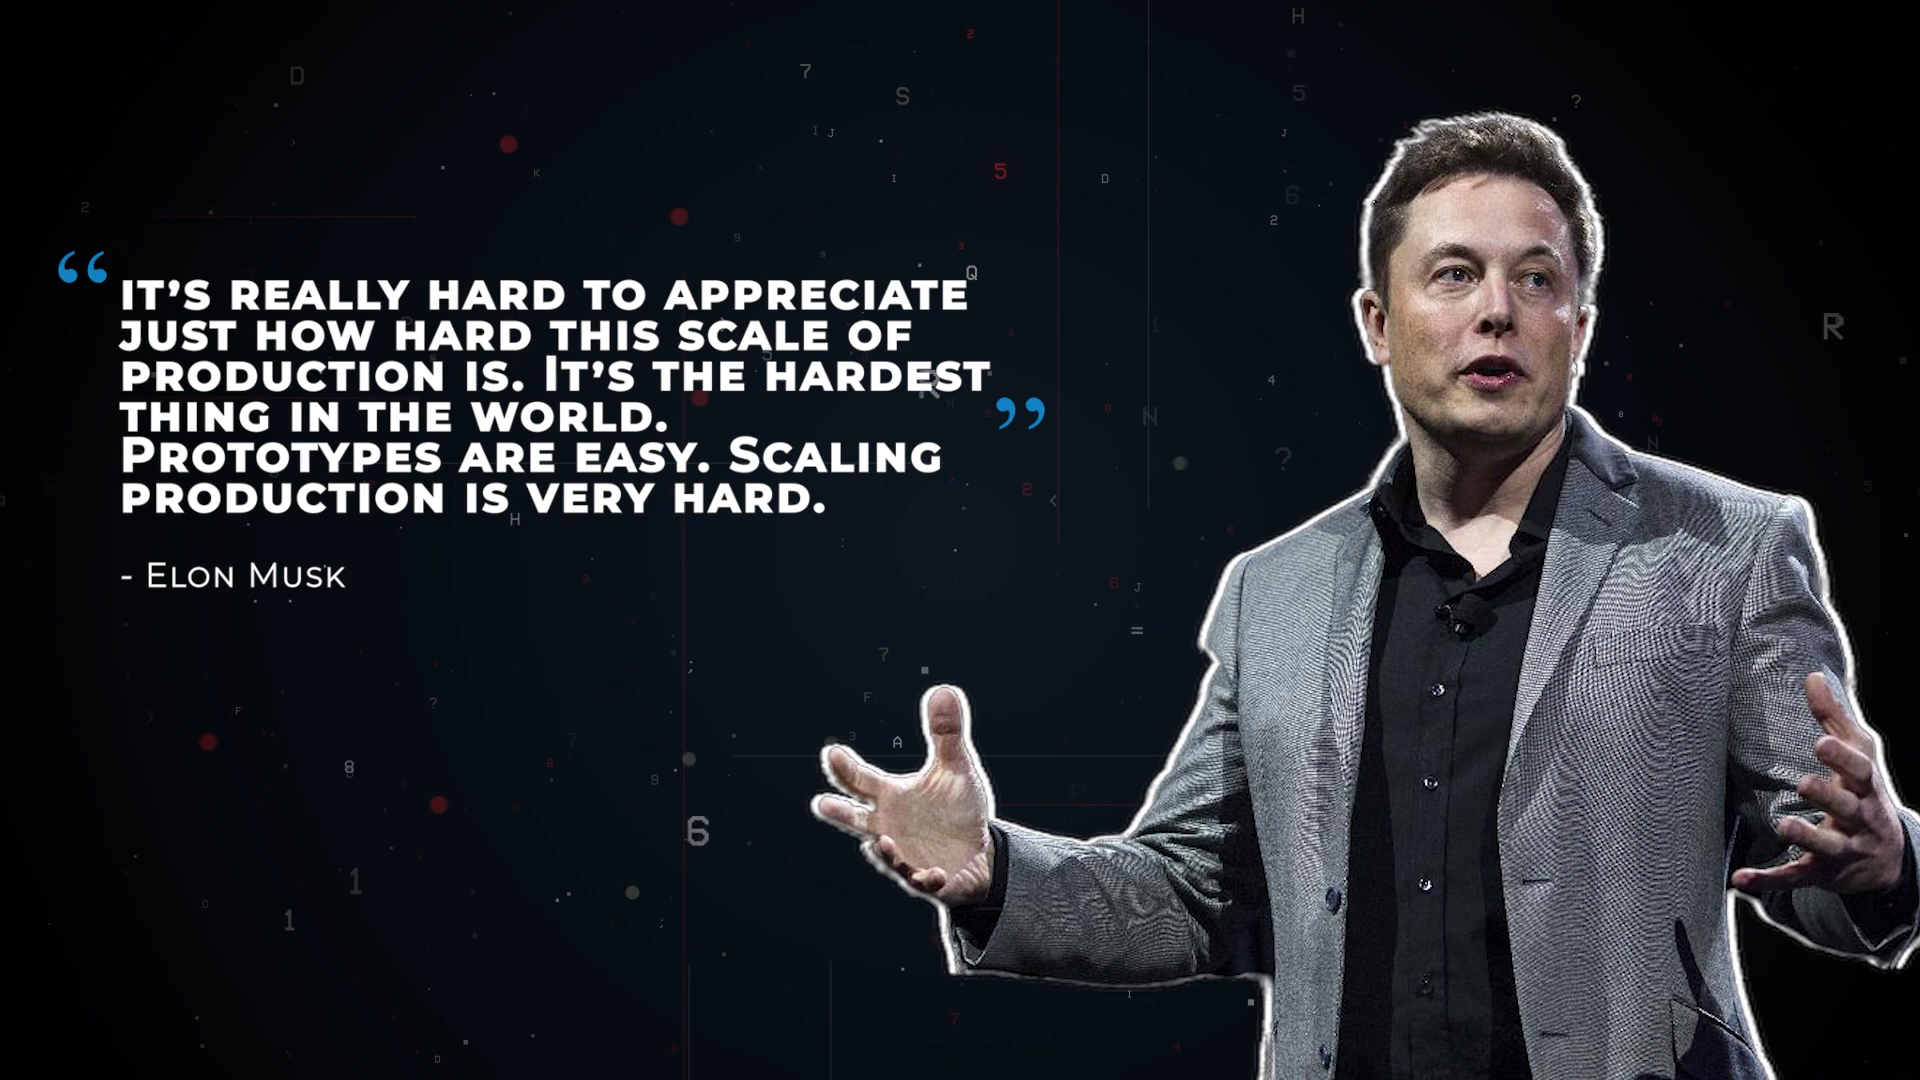 “IT’S REALLY HARD TO APPRECIATE
JUST HOW HARD THIS SCALE OF
PRODUCTION IS. IT’S THE HARDEST
THING IN THE WORLD.
PROTOTYPES ARE EASY. SCALING
PRODUCTION IS VERY HARD.”
- ELON MUSK